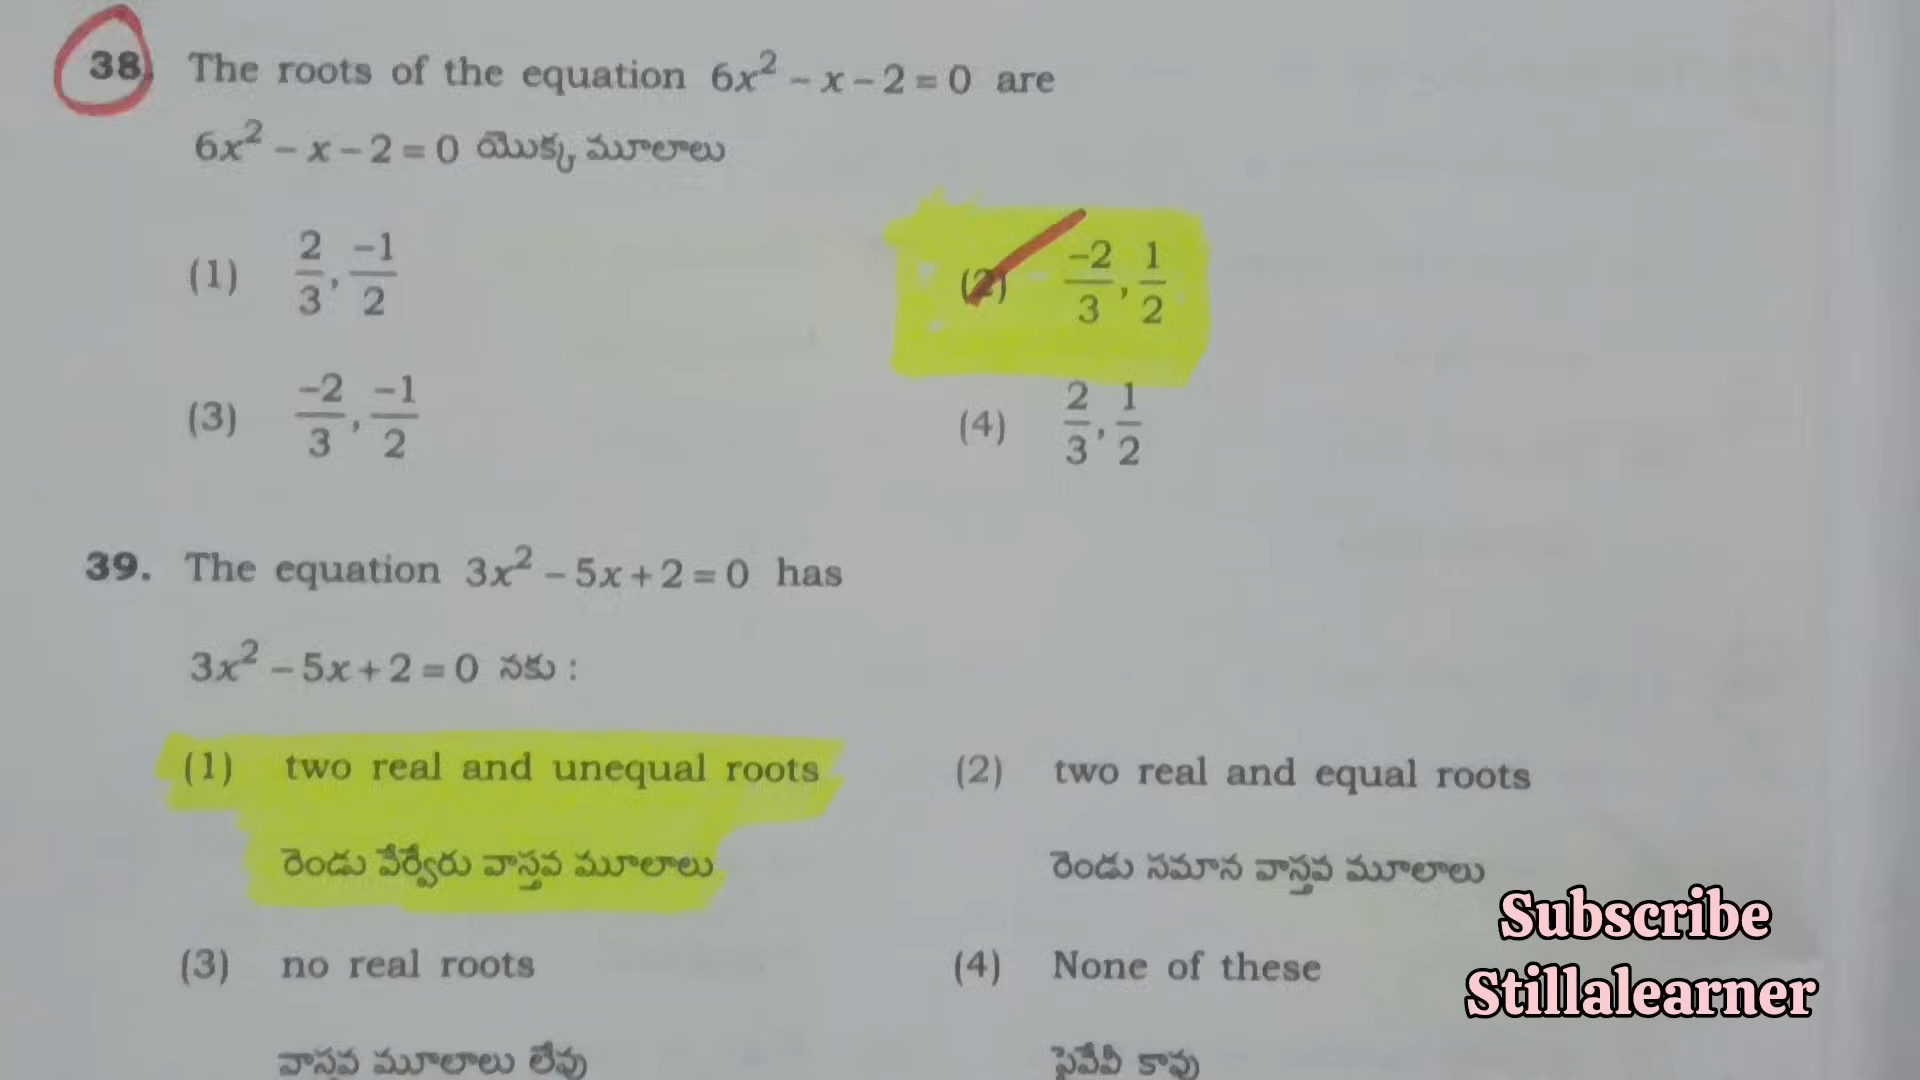 38. The roots of the equation 6x² – x – 2 = 0 are
6x² – x – 2 = 0 యొక్క మూలాలు
(1) 2/3, –1/2
(2) –2/3, 1/2
(3) –2/3, –1/2
(4) 2/3, 1/2
39. The equation 3x² – 5x + 2 = 0 has
3x² – 5x + 2 = 0 నకు :
(1) two real and unequal roots
(2) two real and equal roots
రెండు వేర్వేరు వాస్తవ మూలాలు
రెండు సమాన వాస్తవ మూలాలు
(3) no real roots
(4) None of these
వాస్తవ మూలాలు లేవు
పైవేవీ కావు
Subscribe
Stillalearner